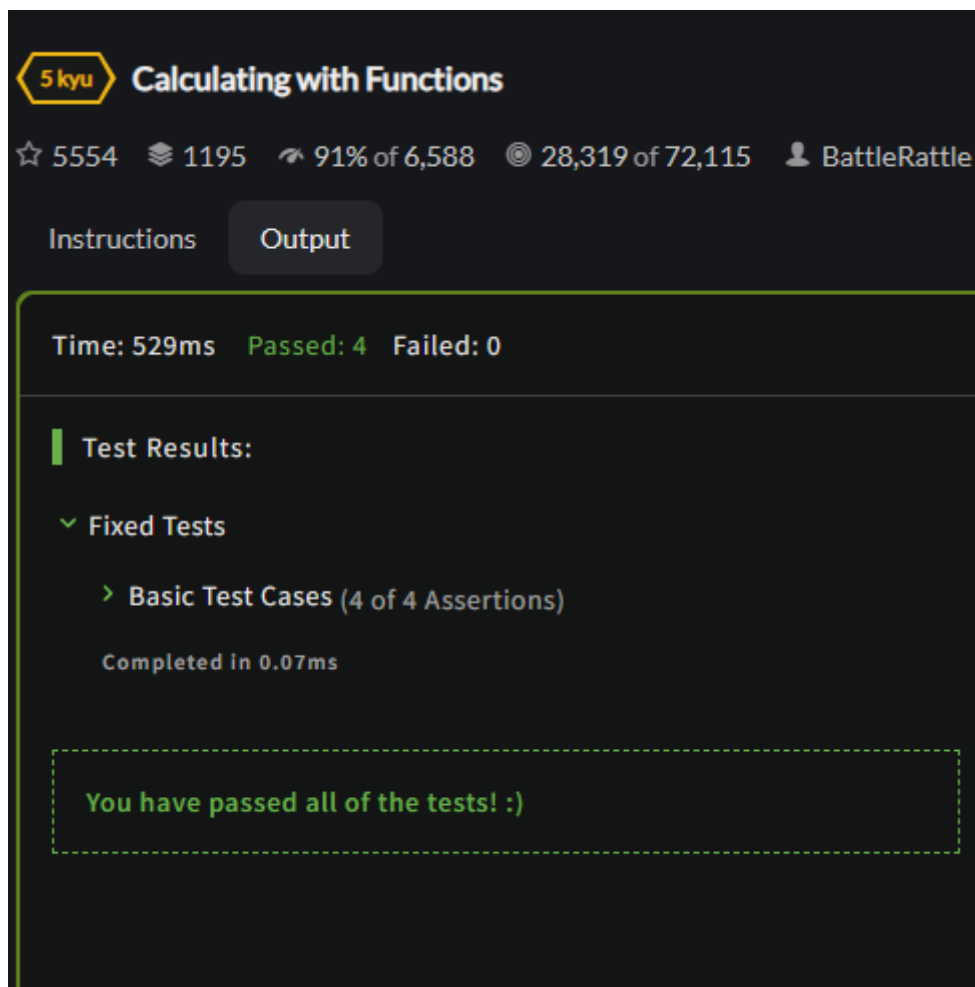 5 kyu Calculating with Functions
5554 1195 91% of 6,588 28,319 of 72,115 BattleRattle
Instructions Output
Time: 529ms Passed: 4 Failed: 0
Test Results:
Fixed Tests
Basic Test Cases (4 of 4 Assertions)
Completed in 0.07ms
You have passed all of the tests! :)